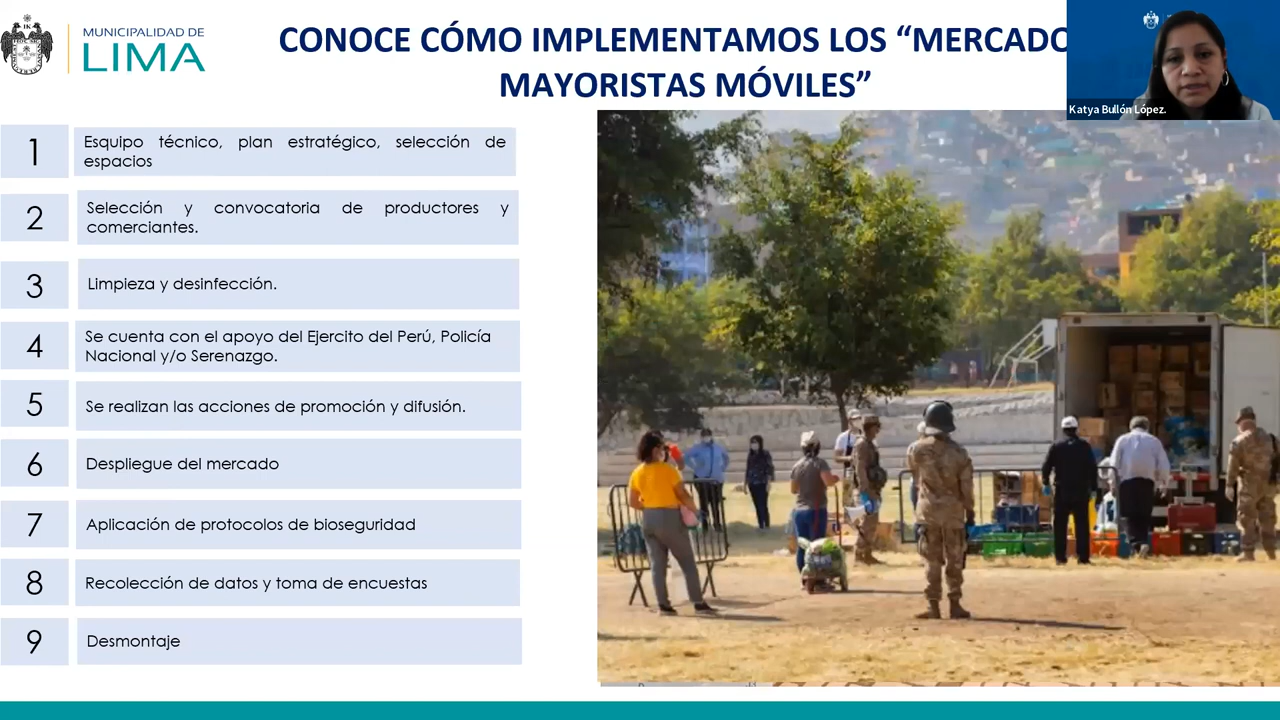 MUNICIPALIDAD DE
LIMA
CONOCE CÓMO IMPLEMENTAMOS LOS “MERCADO
MAYORISTAS MÓVILES”
Katya Bullón López.
1
Esquipo técnico, plan estratégico, selección de
espacios
2
Selección y convocatoria de productores y
comerciantes.
3
Limpieza y desinfección.
4
Se cuenta con el apoyo del Ejercito del Perú, Policía
Nacional y/o Serenazgo.
5
Se realizan las acciones de promoción y difusión.
6
Despliegue del mercado
7
Aplicación de protocolos de bioseguridad
8
Recolección de datos y toma de encuestas
9
Desmontaje